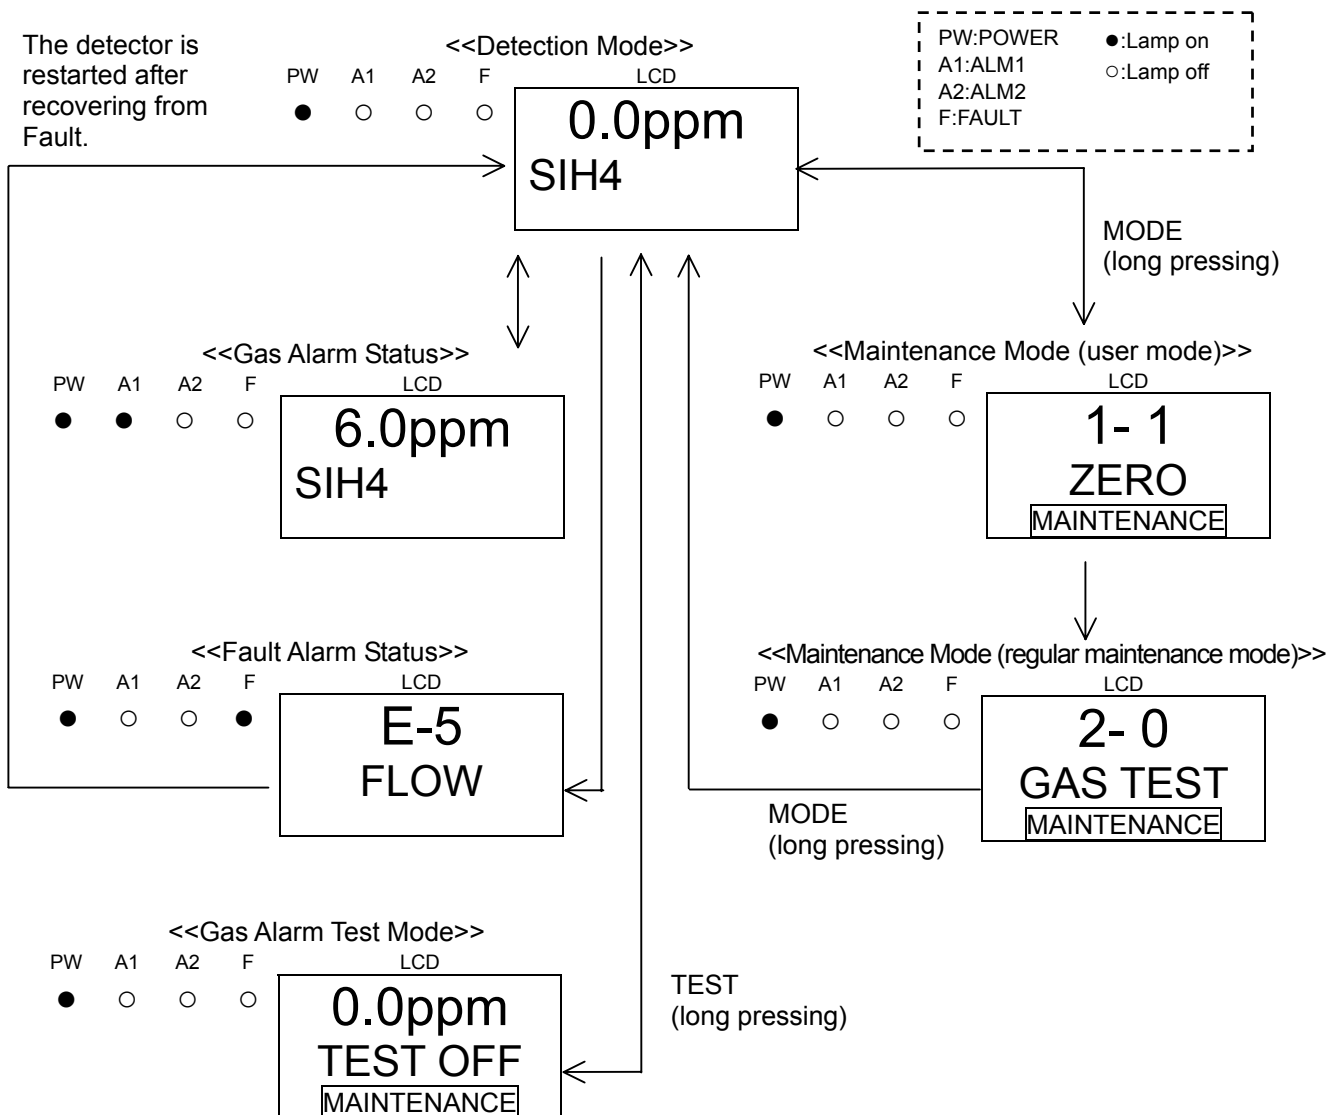 The detector is
restarted after
recovering from
Fault.
<<Detection Mode>>
PW A1 A2 F LCD
● ○ ○ ○
0.0ppm
SIH4
PW:POWER ●:Lamp on
A1:ALM1 ○:Lamp off
A2:ALM2
F:FAULT
MODE
(long pressing)
<<Gas Alarm Status>>
PW A1 A2 F LCD
● ● ○ ○
6.0ppm
SIH4
<<Maintenance Mode (user mode)>>
PW A1 A2 F LCD
● ○ ○ ○
1- 1
ZERO
MAINTENANCE
<<Fault Alarm Status>>
PW A1 A2 F LCD
● ○ ○ ●
E-5
FLOW
<<Maintenance Mode (regular maintenance mode)>>
PW A1 A2 F LCD
● ○ ○ ○
2- 0
GAS TEST
MAINTENANCE
MODE
(long pressing)
<<Gas Alarm Test Mode>>
PW A1 A2 F LCD
● ○ ○ ○
0.0ppm
TEST OFF
MAINTENANCE
TEST
(long pressing)